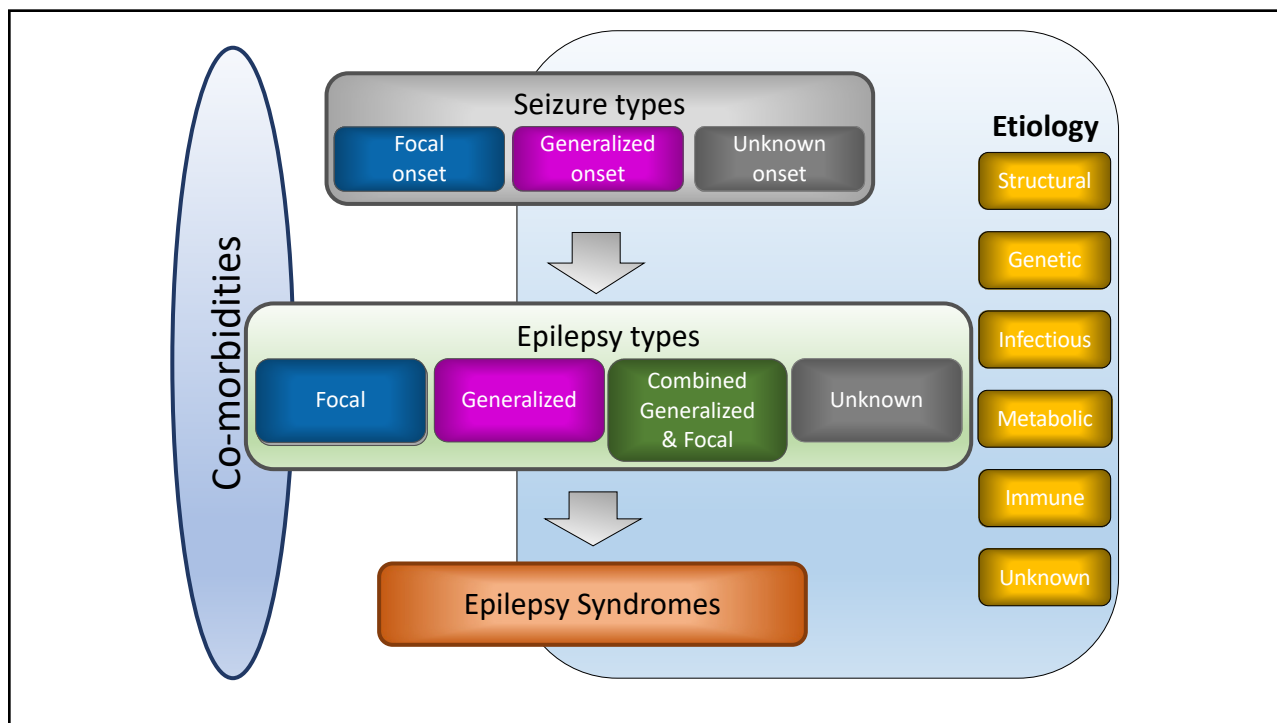 Seizure types
Focal
onset
Generalized
onset
Unknown
onset
Co-morbidities
Epilepsy types
Focal
Generalized
Combined
Generalized
& Focal
Unknown
Epilepsy Syndromes
Etiology
Structural
Genetic
Infectious
Metabolic
Immune
Unknown